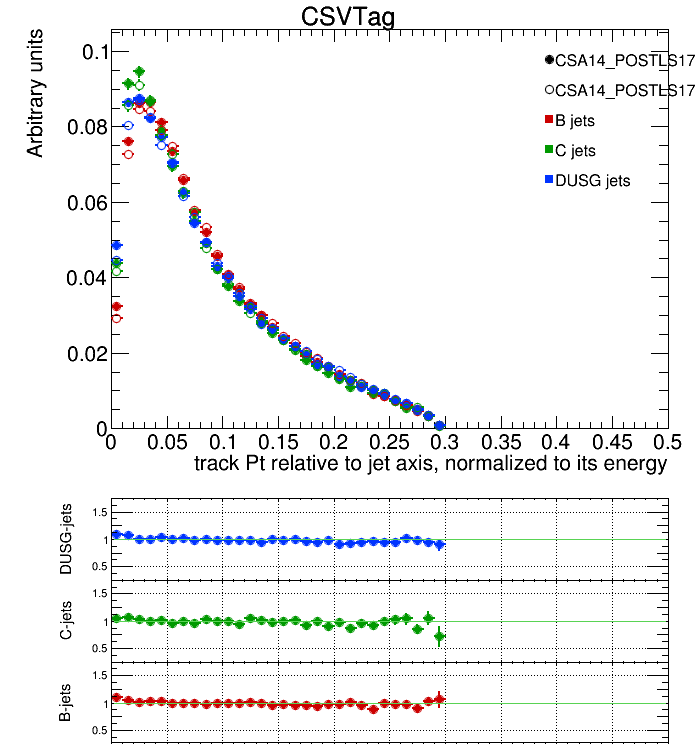 CSVTag
Arbitrary units
0.1
0.08
0.06
0.04
0.02
0
CSA14_POSTLS17
CSA14_POSTLS17
B jets
C jets
DUSG jets
0 0.05 0.1 0.15 0.2 0.25 0.3 0.35 0.4 0.45 0.5
track Pt relative to jet axis, normalized to its energy
DUSG-jets
1.5
1
0.5
C-jets
1.5
1
0.5
B-jets
1.5
1
0.5